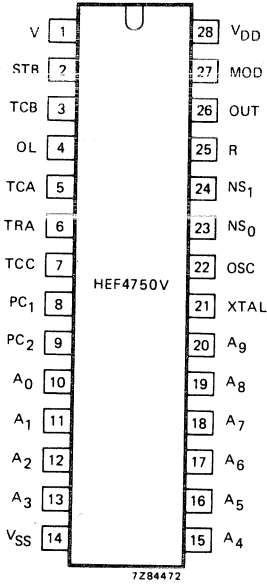 V 1 28 VDD
STR 2 27 MOD
TCB 3 26 OUT
OL 4 25 R
TCA 5 24 NS1
TRA 6 23 NS0
TCC 7 22 OSC
HEF4750V
PC1 8 21 XTAL
PC2 9 20 A9
A0 10 19 A8
A1 11 18 A7
A2 12 17 A6
A3 13 16 A5
VSS 14 15 A4
7Z84472